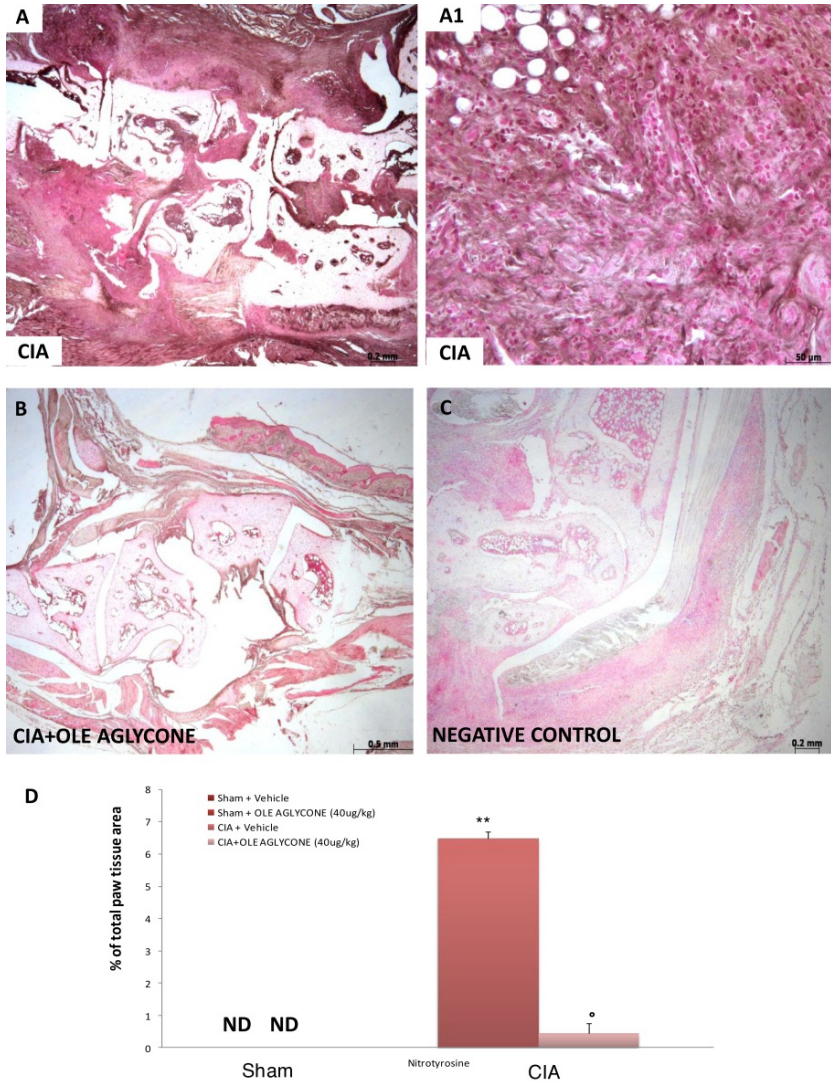 A
A1
CIA
0.2 mm
CIA
50 µm
B
C
CIA+OLE AGLYCONE
0.5 mm
NEGATIVE CONTROL
0.2 mm
D
% of total paw tissue area
8
7
6
5
4
3
2
1
0
Sham + Vehicle
Sham + OLE AGLYCONE (40ug/kg)
CIA + Vehicle
CIA+OLE AGLYCONE (40ug/kg)
**
°
ND ND
Sham
Nitrotyrosine
CIA